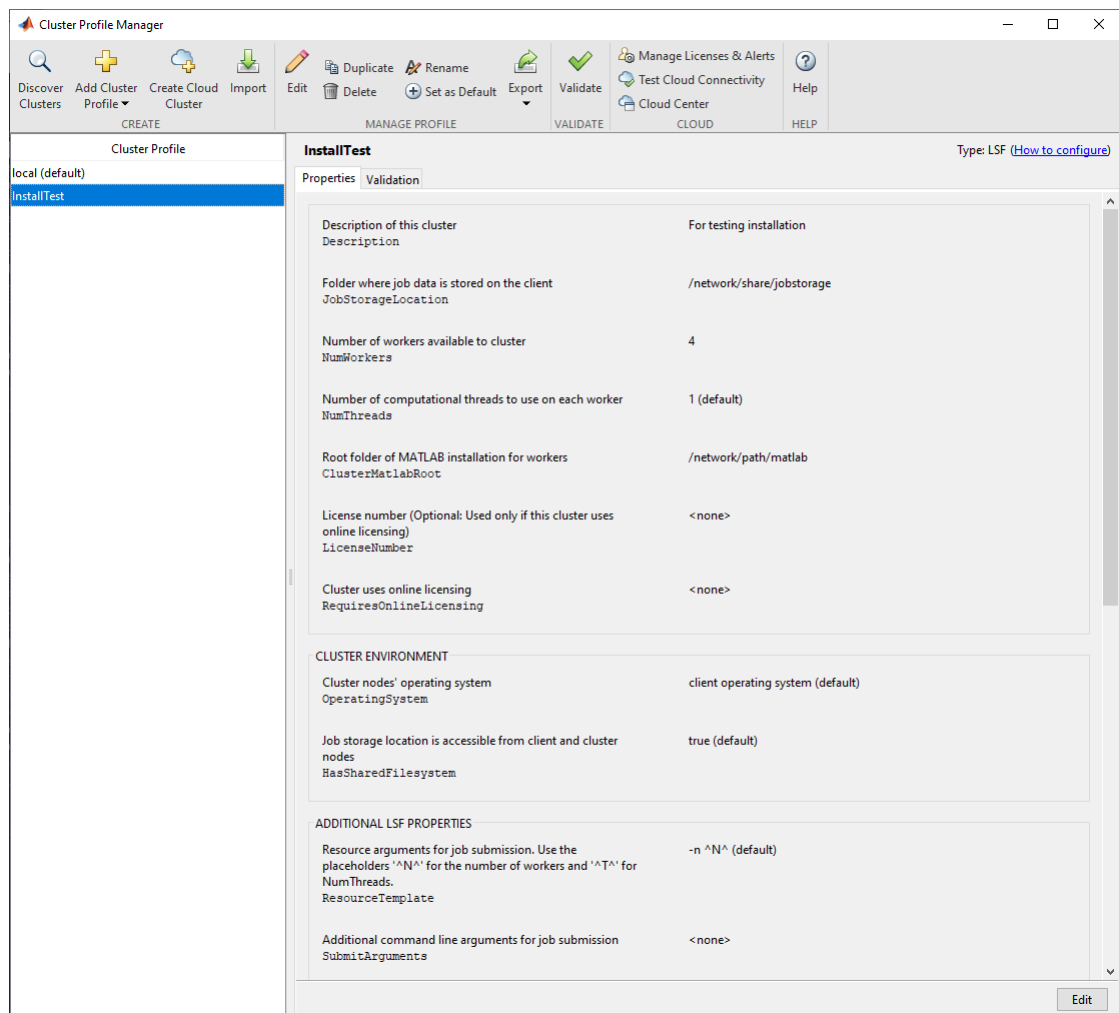 Cluster Profile Manager
Discover Clusters
Add Cluster Profile
Create Cloud Cluster
Import
CREATE
Edit
Duplicate
Delete
Rename
Set as Default
Export
MANAGE PROFILE
Validate
VALIDATE
Manage Licenses & Alerts
Test Cloud Connectivity
Cloud Center
CLOUD
Help
HELP
Cluster Profile
local (default)
InstallTest
InstallTest
Type: LSF (How to configure)
Properties
Validation
Description of this cluster
For testing installation
Description
Folder where job data is stored on the client
/network/share/jobstorage
JobStorageLocation
Number of workers available to cluster
4
NumWorkers
Number of computational threads to use on each worker
1 (default)
NumThreads
Root folder of MATLAB installation for workers
/network/path/matlab
ClusterMatlabRoot
License number (Optional: Used only if this cluster uses
<none>
online licensing)
LicenseNumber
Cluster uses online licensing
<none>
RequiresOnlineLicensing
CLUSTER ENVIRONMENT
Cluster nodes' operating system
client operating system (default)
OperatingSystem
Job storage location is accessible from client and cluster
true (default)
nodes
HasSharedFilesystem
ADDITIONAL LSF PROPERTIES
Resource arguments for job submission. Use the
-n ^N^ (default)
placeholders '^N^' for the number of workers and '^T^' for
NumThreads.
ResourceTemplate
Additional command line arguments for job submission
<none>
SubmitArguments
Edit